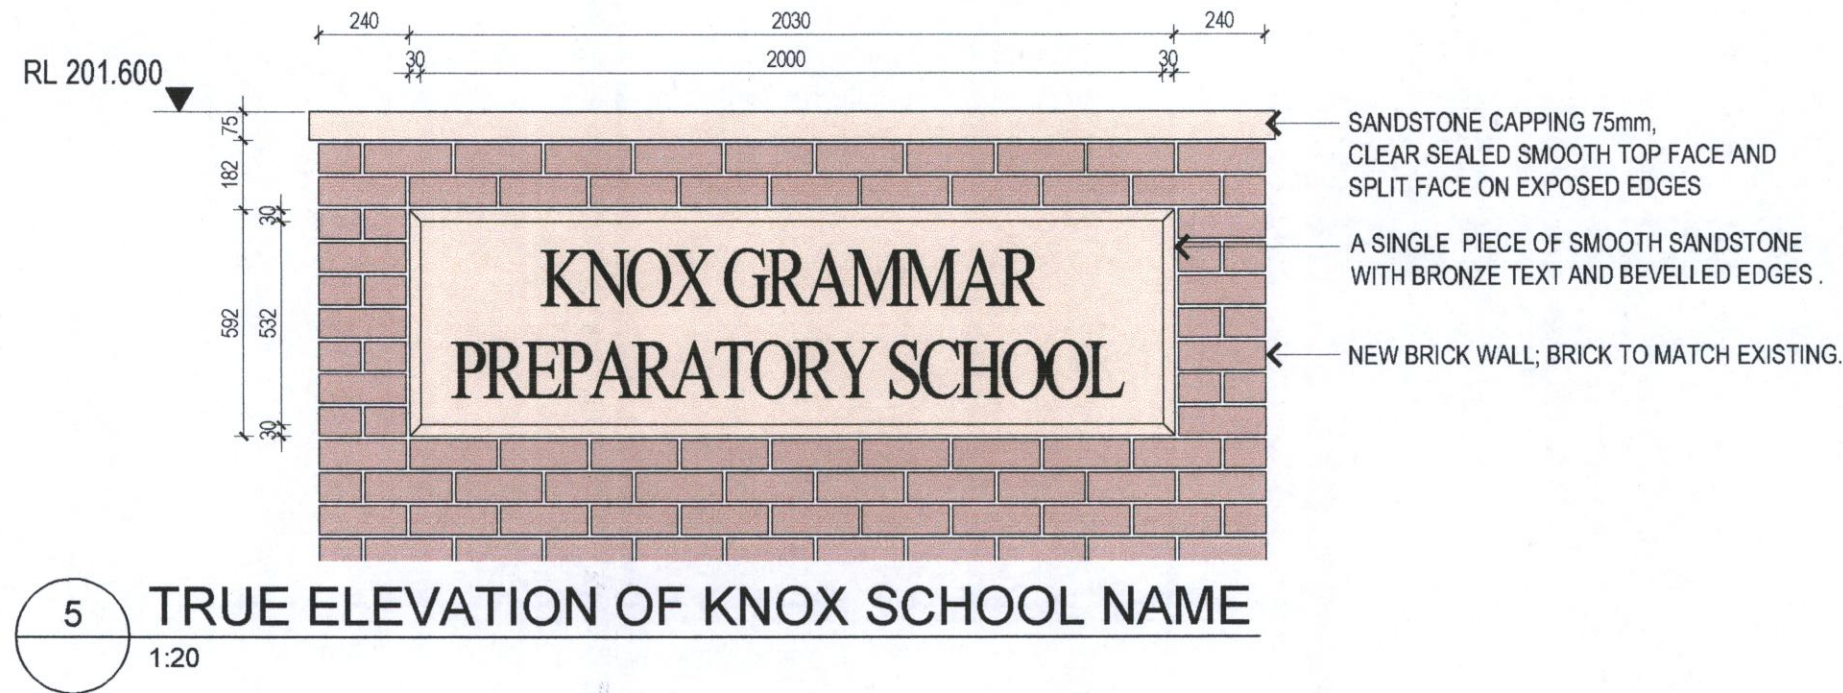 240 2030 240
30 2000 30
RL 201.600
75
182
30
592 532
30
SANDSTONE CAPPING 75mm,
CLEAR SEALED SMOOTH TOP FACE AND
SPLIT FACE ON EXPOSED EDGES
A SINGLE PIECE OF SMOOTH SANDSTONE
WITH BRONZE TEXT AND BEVELLED EDGES .
NEW BRICK WALL; BRICK TO MATCH EXISTING.
KNOX GRAMMAR
PREPARATORY SCHOOL
5 TRUE ELEVATION OF KNOX SCHOOL NAME
1:20